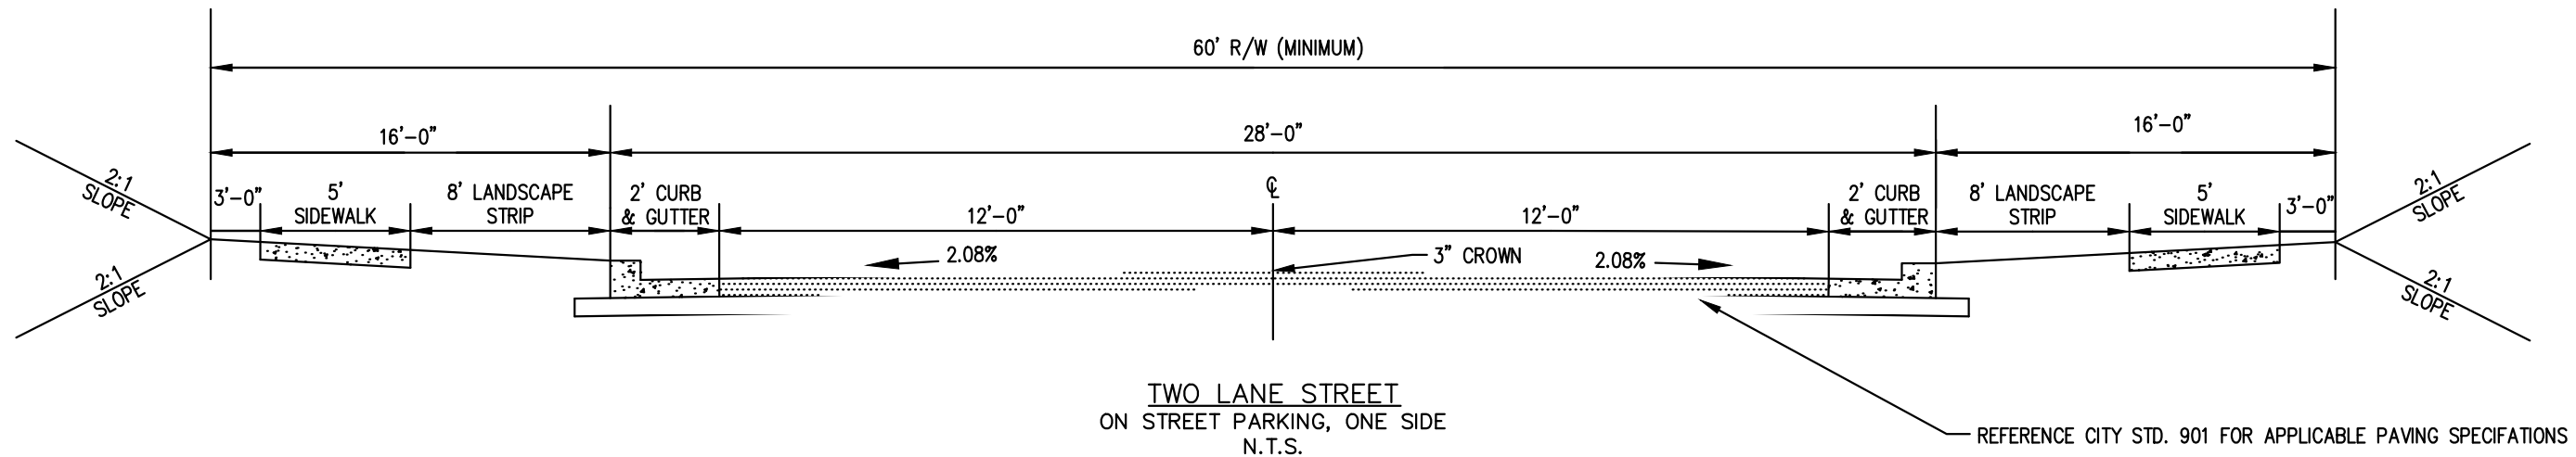 60' R/W (MINIMUM)
16'-0"
28'-0"
16'-0"
2:1
SLOPE
3'-0"
5'
SIDEWALK
8' LANDSCAPE
STRIP
2' CURB
& GUTTER
12'-0"
℄
12'-0"
2' CURB
& GUTTER
8' LANDSCAPE
STRIP
5'
SIDEWALK
3'-0"
2:1
SLOPE
2:1
SLOPE
2.08%
3" CROWN
2.08%
2:1
SLOPE
TWO LANE STREET
ON STREET PARKING, ONE SIDE
N.T.S.
REFERENCE CITY STD. 901 FOR APPLICABLE PAVING SPECIFATIONS